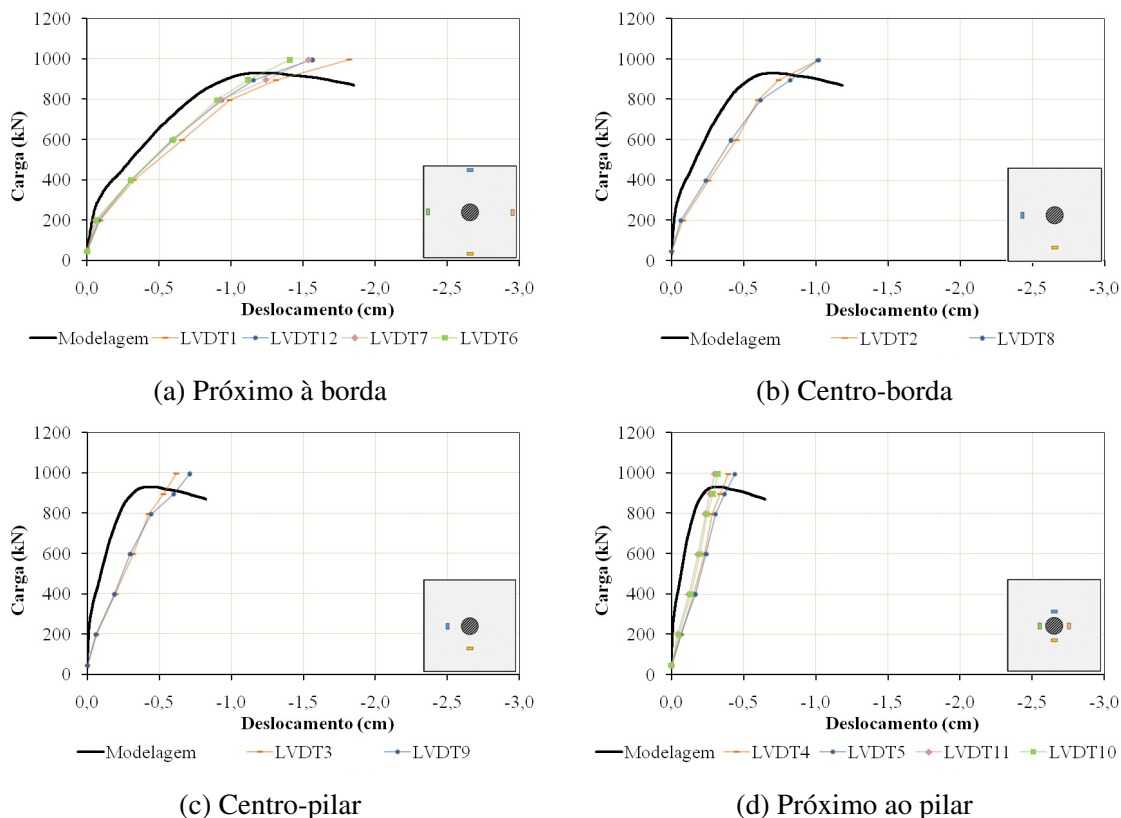 1200
1000
800
600
400
200
0
Carga (kN)
0,0 -0,5 -1,0 -1,5 -2,0 -2,5 -3,0
Deslocamento (cm)
Modelagem LVDT1 LVDT12 LVDT7 LVDT6
(a) Próximo à borda
1200
1000
800
600
400
200
0
Carga (kN)
0,0 -0,5 -1,0 -1,5 -2,0 -2,5 -3,0
Deslocamento (cm)
Modelagem LVDT2 LVDT8
(b) Centro-borda
1200
1000
800
600
400
200
0
Carga (kN)
0,0 -0,5 -1,0 -1,5 -2,0 -2,5 -3,0
Deslocamento (cm)
Modelagem LVDT3 LVDT9
(c) Centro-pilar
1200
1000
800
600
400
200
0
Carga (kN)
0,0 -0,5 -1,0 -1,5 -2,0 -2,5 -3,0
Deslocamento (cm)
Modelagem LVDT4 LVDT5 LVDT11 LVDT10
(d) Próximo ao pilar